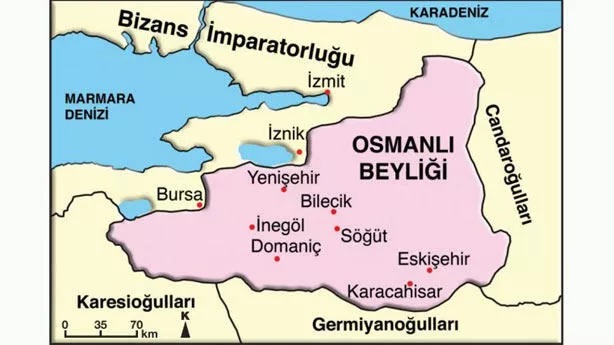 KARADENİZ
Bizans İmparatorluğu
İzmit
MARMARA
DENİZİ
İznik
OSMANLI
BEYLİĞİ
Candaroğulları
Yenişehir
Bursa
Bilecik
İnegöl
Söğüt
Domaniç
Eskişehir
Karacahisar
Karesioğulları
Germiyanoğulları
0 35 70
km
K